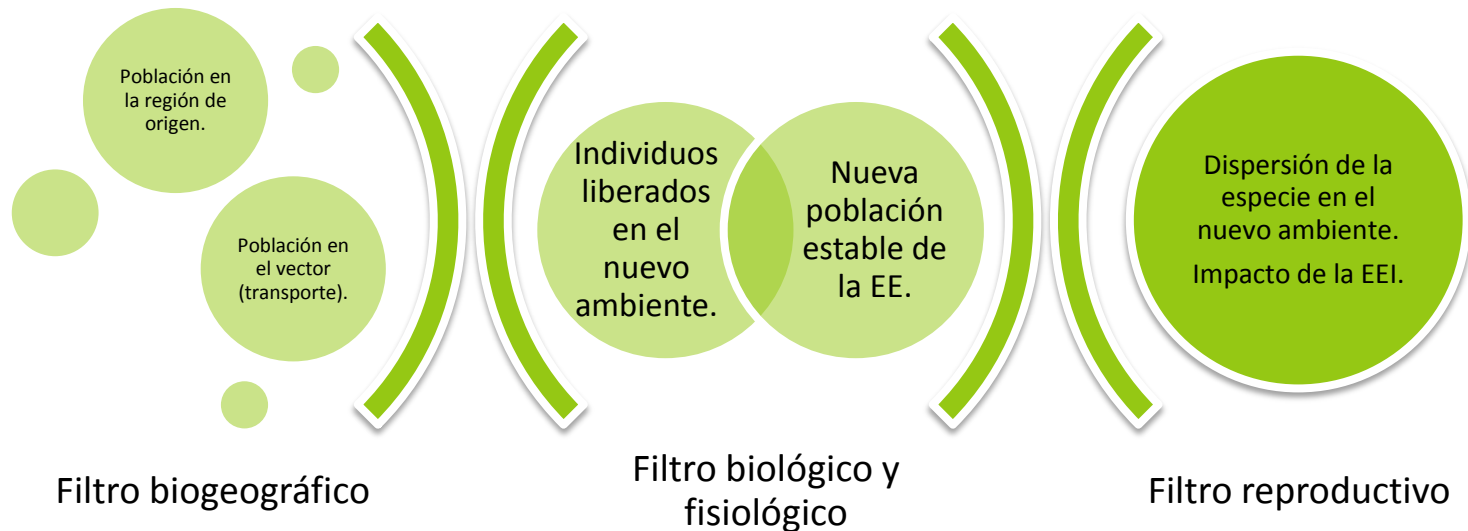 Población en
la región de
origen.
Población en
el vector
(transporte).
Filtro biogeográfico
Individuos
liberados
en el
nuevo
ambiente.
Nueva
población
estable de
la EE.
Filtro biológico y
fisiológico
Dispersión de la
especie en el
nuevo ambiente.
Impacto de la EEI.
Filtro reproductivo